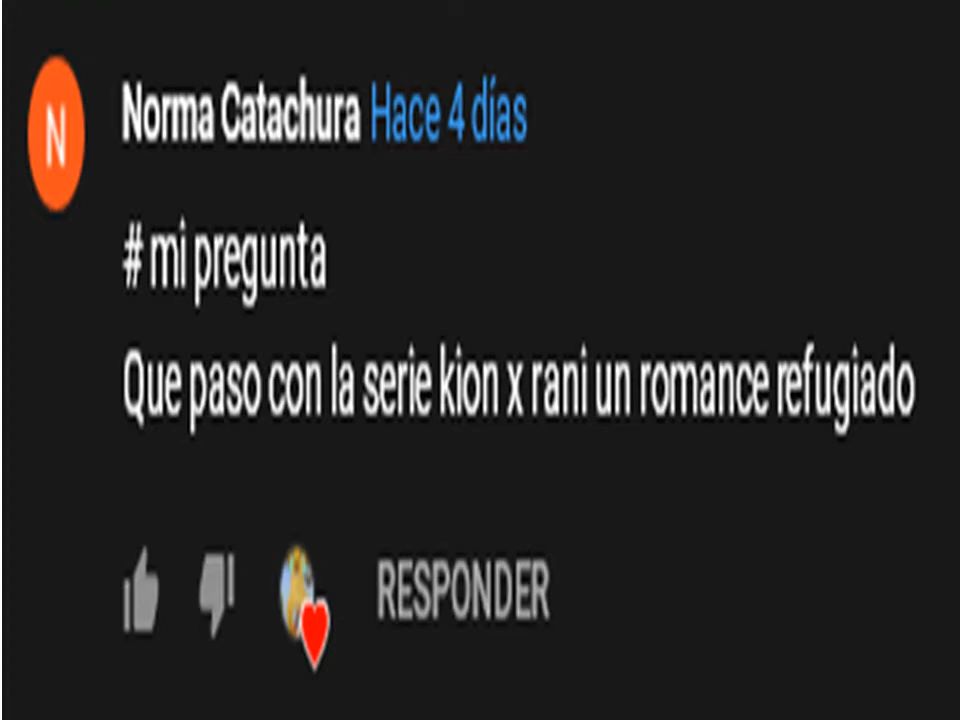 N
Norma Catachura Hace 4 días
# mi pregunta
Que paso con la serie kion x rani un romance refugiado
RESPONDER